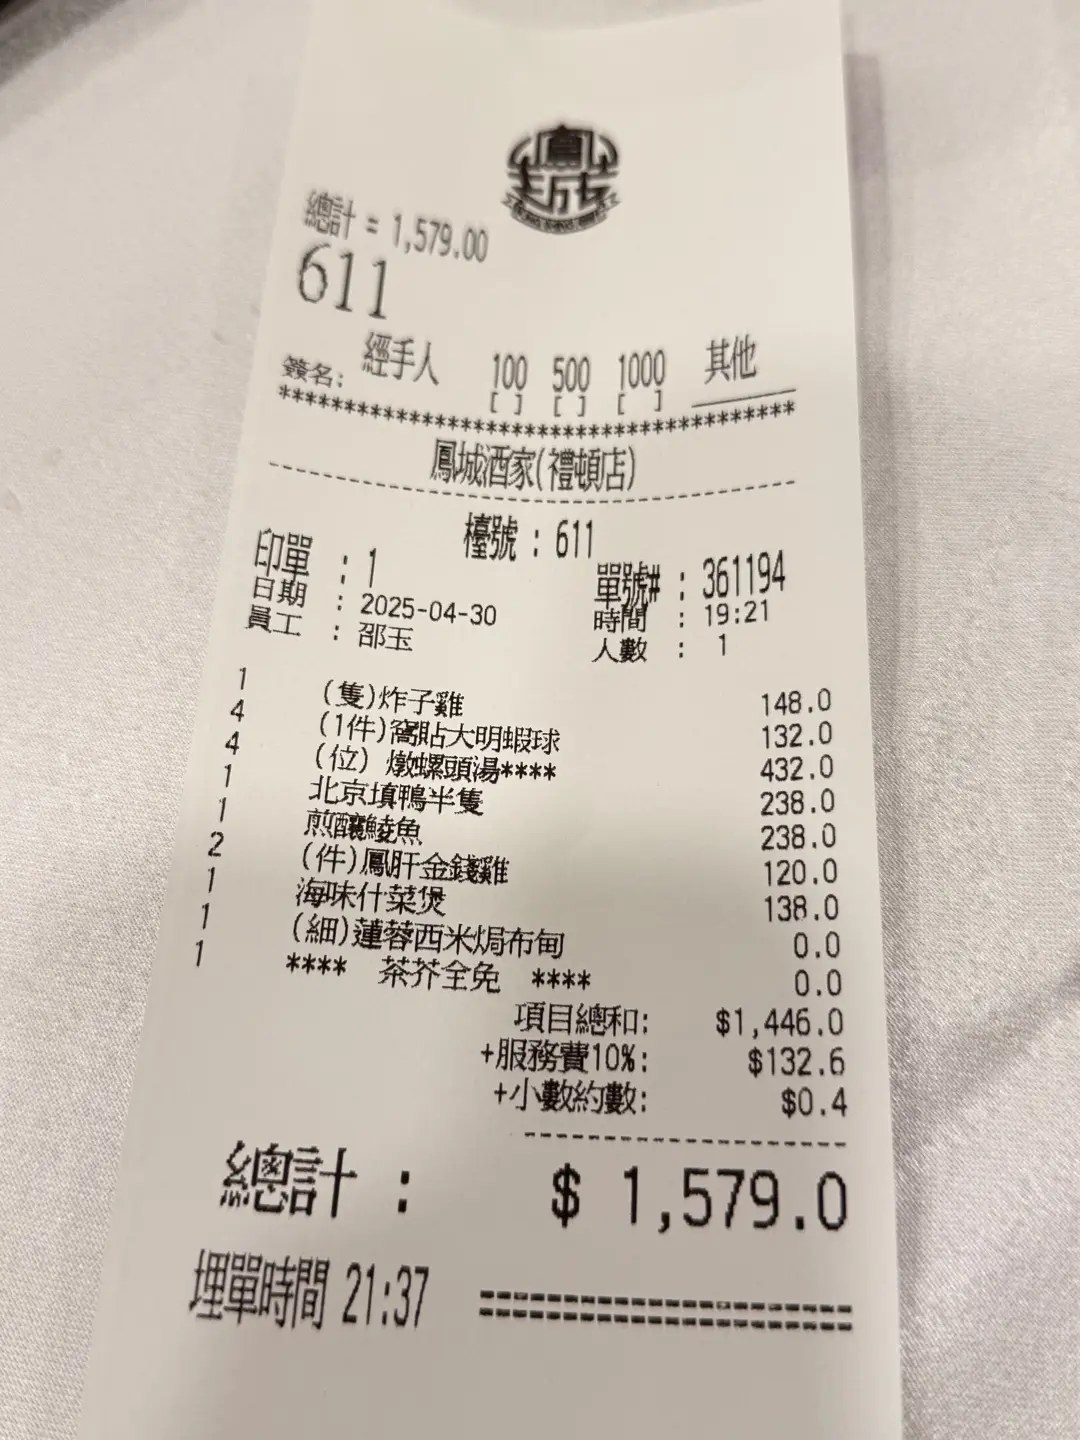 鳳城
總計 = 1,579.00
611
簽名: 經手人 100 500 1000 其他
[ ] [ ] [ ]
****************************************
鳳城酒家(禮頓店)
檯號 : 611
印單 : 1 單號# : 361194
日期 : 2025-04-30 時間 : 19:21
員工 : 邵玉 人數 : 1
1 (隻)炸子雞 148.0
4 (1件)窩貼大明蝦球 132.0
4 (位) 燉螺頭湯**** 432.0
1 北京填鴨半隻 238.0
1 煎釀鯪魚 238.0
2 (件)鳳肝金錢雞 120.0
1 海味什菜煲 138.0
1 (細)蓮蓉西米焗布甸 0.0
1 **** 茶芥全免 **** 0.0
項目總和: $1,446.0
+服務費10%: $132.6
+小數約數: $0.4
總計 : $ 1,579.0
埋單時間 21:37